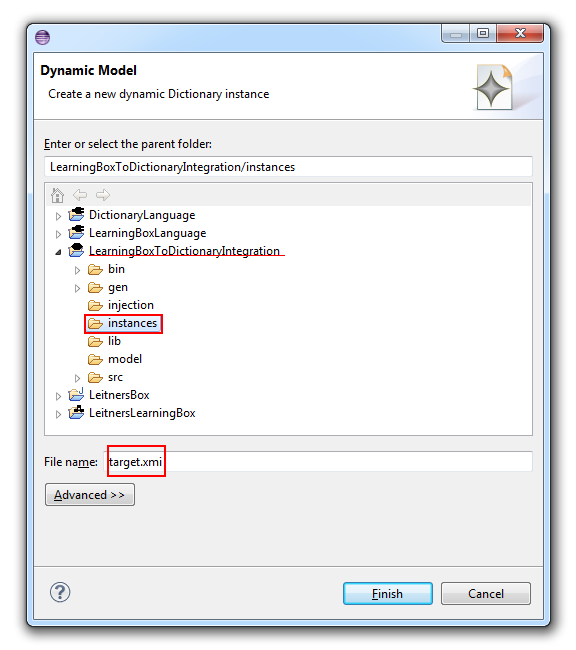 Dynamic Model
Create a new dynamic Dictionary instance
Enter or select the parent folder:
LearningBoxToDictionaryIntegration/instances
DictionaryLanguage
LearningBoxLanguage
LearningBoxToDictionaryIntegration
bin
gen
injection
instances
lib
model
src
LeitnersBox
LeitnersLearningBox
File name: target.xmi
Advanced >>
Finish Cancel